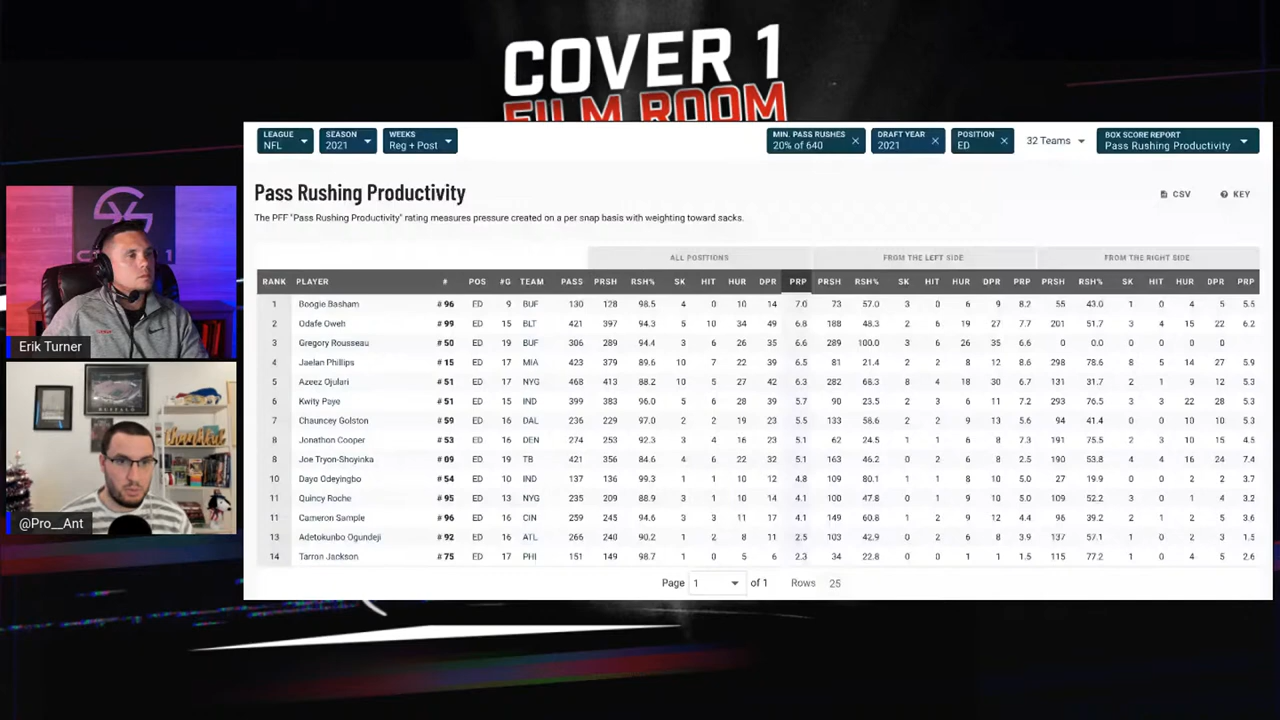 COVER 1
FILM ROOM
LEAGUE
NFL
SEASON
2021
WEEKS
Reg + Post
MIN. PASS RUSHES
20% of 640
DRAFT YEAR
2021
POSITION
ED
32 Teams
BOX SCORE REPORT
Pass Rushing Productivity
Pass Rushing Productivity
CSV
KEY
The PFF "Pass Rushing Productivity" rating measures pressure created on a per snap basis with weighting toward sacks.
ALL POSITIONS FROM THE LEFT SIDE FROM THE RIGHT SIDE
RANK PLAYER # POS #G TEAM PASS PRSH RSH% SK HIT HUR DPR PRP PRSH RSH% SK HIT HUR DPR PRP PRSH RSH% SK HIT HUR DPR PRP
1 Boogie Basham # 96 ED 9 BUF 130 128 98.5 4 0 10 14 7.0 73 57.0 3 0 6 9 8.2 55 43.0 1 0 4 5 5.5
2 Odafe Oweh # 99 ED 15 BLT 421 397 94.3 5 10 34 49 6.8 188 48.3 2 6 19 27 7.7 201 51.7 3 4 15 22 6.2
3 Gregory Rousseau # 50 ED 19 BUF 306 289 94.4 3 6 26 35 6.6 289 100.0 3 6 26 35 6.6 0 0.0 0 0 0 0
4 Jaelan Phillips # 15 ED 17 MIA 423 379 89.6 10 7 22 39 6.5 81 21.4 2 2 8 12 8.6 298 78.6 8 5 14 27 5.9
5 Azeez Ojulari # 51 ED 17 NYG 468 413 88.2 10 5 27 42 6.3 282 68.3 8 4 18 30 6.7 131 31.7 2 1 9 12 5.3
6 Kwity Paye # 51 ED 15 IND 399 383 96.0 5 6 28 39 5.7 90 23.5 2 3 6 11 7.2 293 76.5 3 3 22 28 5.3
7 Chauncey Golston # 59 ED 16 DAL 236 229 97.0 2 2 19 23 5.5 133 58.6 2 2 9 13 5.6 94 41.4 0 0 10 10 5.3
8 Jonathon Cooper # 53 ED 16 DEN 274 253 92.3 3 4 16 23 5.1 62 24.5 1 1 6 8 7.3 191 75.5 2 3 10 15 4.5
8 Joe Tryon-Shoyinka # 09 ED 19 TB 421 356 84.6 4 6 22 32 5.1 163 46.2 0 2 6 8 2.5 190 53.8 4 4 16 24 7.4
10 Dayo Odeyingbo # 54 ED 10 IND 137 136 99.3 1 1 10 12 4.8 109 80.1 1 1 8 10 5.0 27 19.9 0 0 2 2 3.7
11 Quincy Roche # 95 ED 13 NYG 235 209 88.9 3 1 10 14 4.1 100 47.8 0 1 9 10 5.0 109 52.2 3 0 1 4 3.2
11 Cameron Sample # 96 ED 16 CIN 259 245 94.6 3 3 11 17 4.1 149 60.8 1 2 9 12 4.4 96 39.2 2 1 2 5 3.6
13 Adetokunbo Ogundeji # 92 ED 16 ATL 266 240 90.2 1 2 8 11 2.5 103 42.9 0 2 6 8 3.9 137 57.1 1 0 2 3 1.5
14 Tarron Jackson # 75 ED 17 PHI 151 149 98.7 1 0 5 6 2.3 34 22.8 0 0 1 1 1.5 115 77.2 1 0 4 5 2.6
Page 1 of 1 Rows 25
Erik Turner
@Pro__Ant